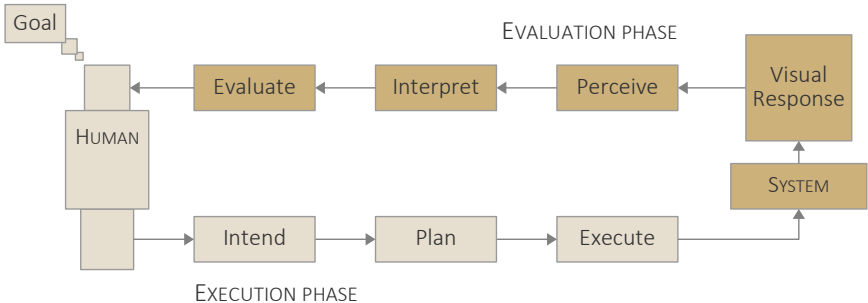 Goal
EVALUATION PHASE
Evaluate
Interpret
Perceive
Visual
Response
HUMAN
SYSTEM
Intend
Plan
Execute
EXECUTION PHASE